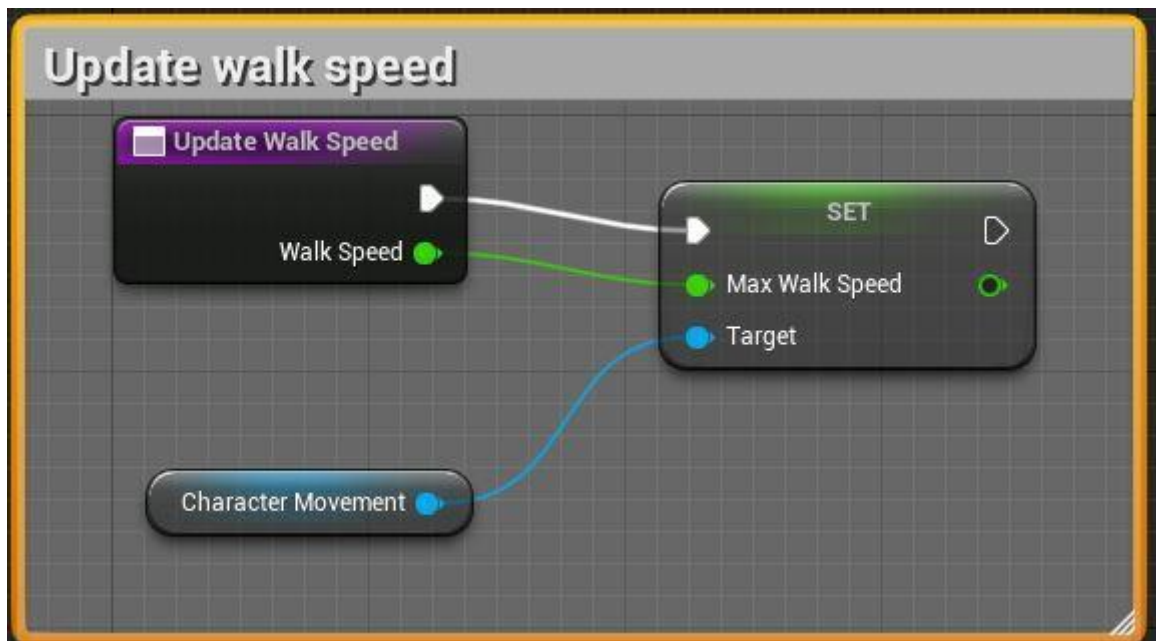 Update walk speed
Update Walk Speed
SET
Walk Speed
Max Walk Speed
Target
Character Movement